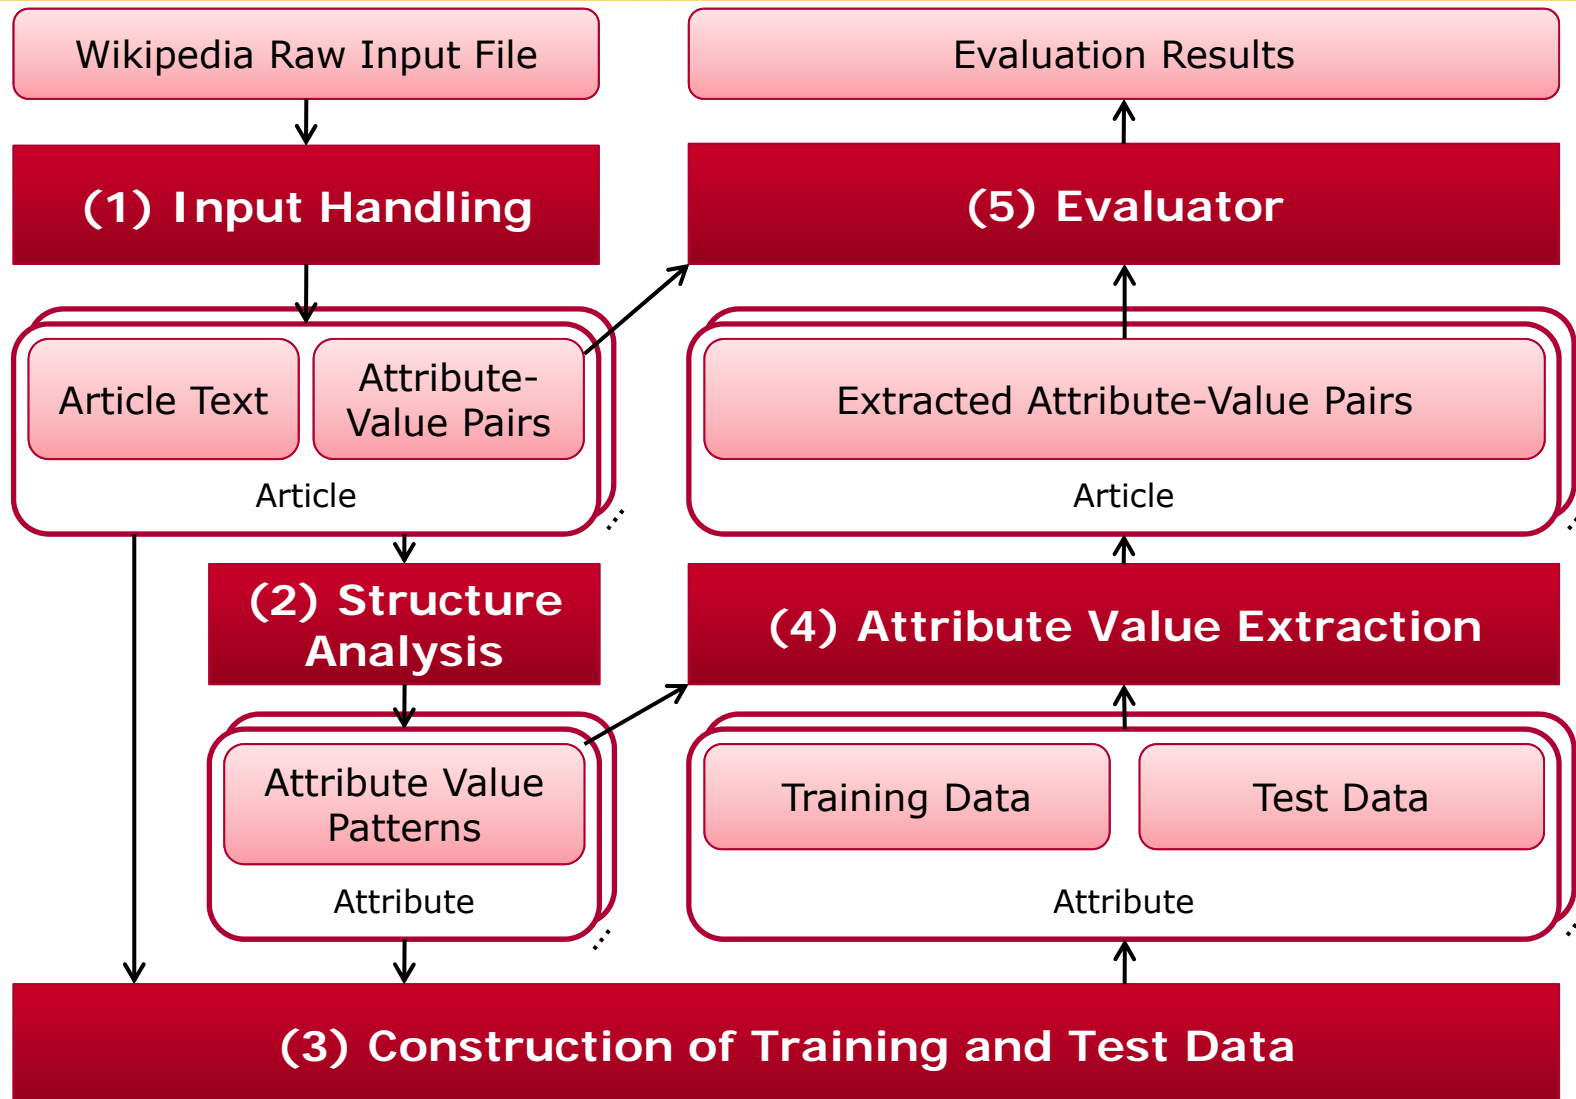 Wikipedia Raw Input File
Evaluation Results
(1) Input Handling
(5) Evaluator
Article Text
Attribute-
Value Pairs
Article
Extracted Attribute-Value Pairs
Article
(2) Structure
Analysis
(4) Attribute Value Extraction
Attribute Value
Patterns
Attribute
Training Data
Test Data
Attribute
(3) Construction of Training and Test Data